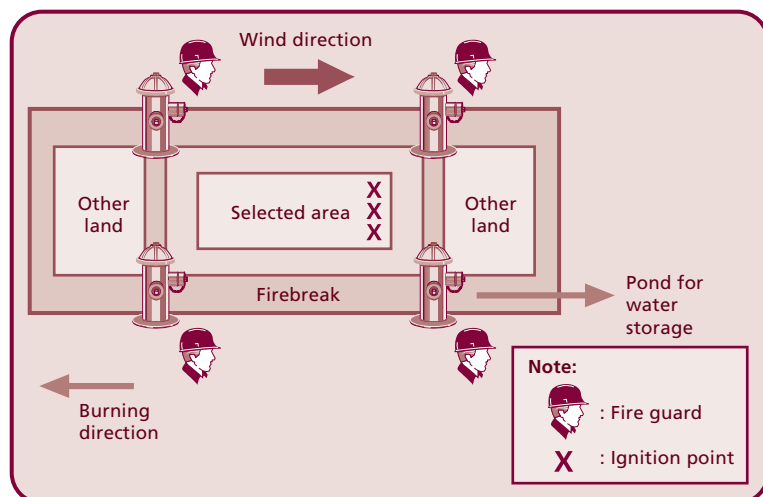 Wind direction
Other
land
Selected area
X
X
X
Other
land
Firebreak
Pond for
water
storage
Burning
direction
Note:
: Fire guard
X : Ignition point